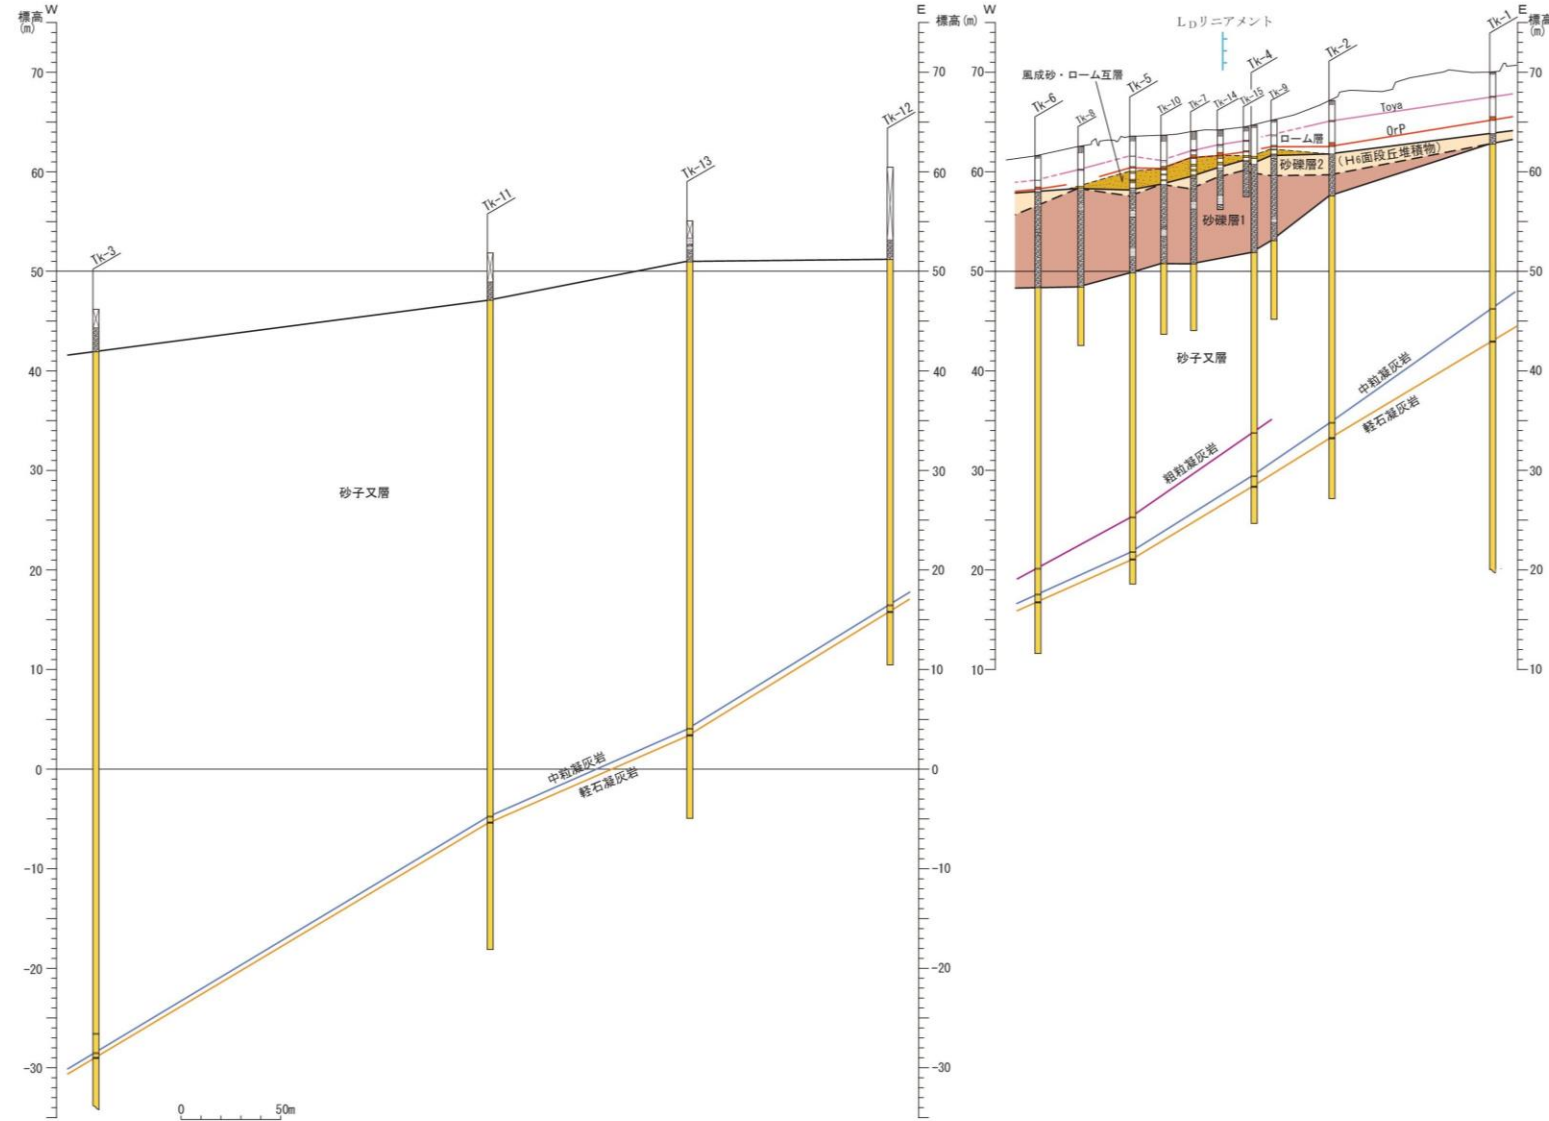 標高 W
(m)
E
標高(m)
W
E
標高
(m)
70
60
50
40
30
20
10
0
-10
-20
-30
70
60
50
40
30
20
10
0
-10
-20
-30
Tk-3
Tk-11
Tk-13
Tk-12
砂子又層
中粒凝灰岩
軽石凝灰岩
0 50m
70
60
50
40
30
20
10
70
60
50
40
30
20
10
LDリニアメント
風成砂・ローム互層
Tk-6
Tk-8
Tk-5
Tk-10
Tk-7
Tk-14
Tk-15
Tk-4
Tk-9
Tk-2
Tk-1
Toya
OrP
ローム層
砂礫層2
(H6面段丘堆積物)
砂礫層1
砂子又層
粗粒凝灰岩
中粒凝灰岩
軽石凝灰岩